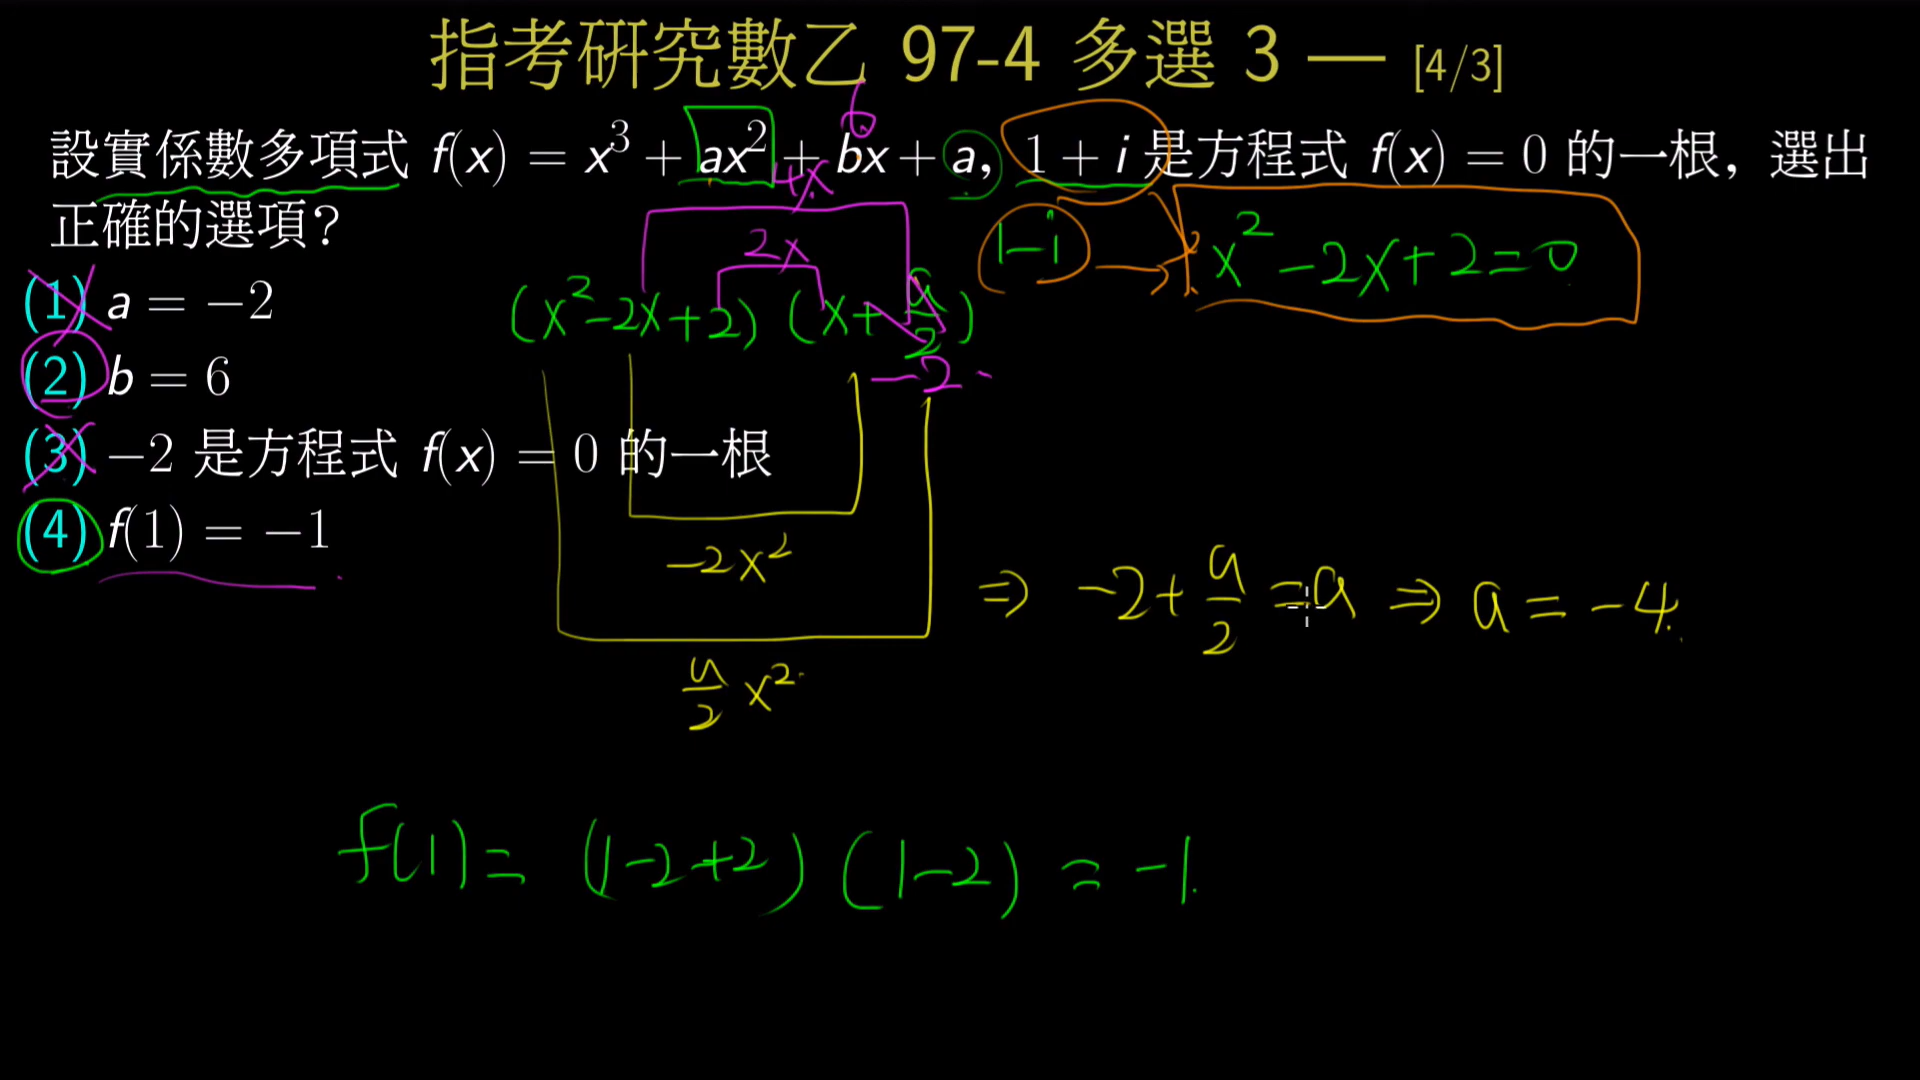 指考研究數乙 97-4 多選 3 — [4/3]
設實係數多項式 f(x) = x³ + ax² + bx + a, 1 + i 是方程式 f(x) = 0 的一根, 選出
正確的選項?
6
4x
1-i
x² - 2x + 2 = 0
2x
(1) a = −2
(x² - 2x + 2) (x + a/2)
-2
(2) b = 6
(3) −2 是方程式 f(x) = 0 的一根
(4) f(1) = −1
-2x²
⇒ -2 + a/2 = a ⇒ a = -4
a/2 x²
f(1) = (1-2+2) (1-2) = -1